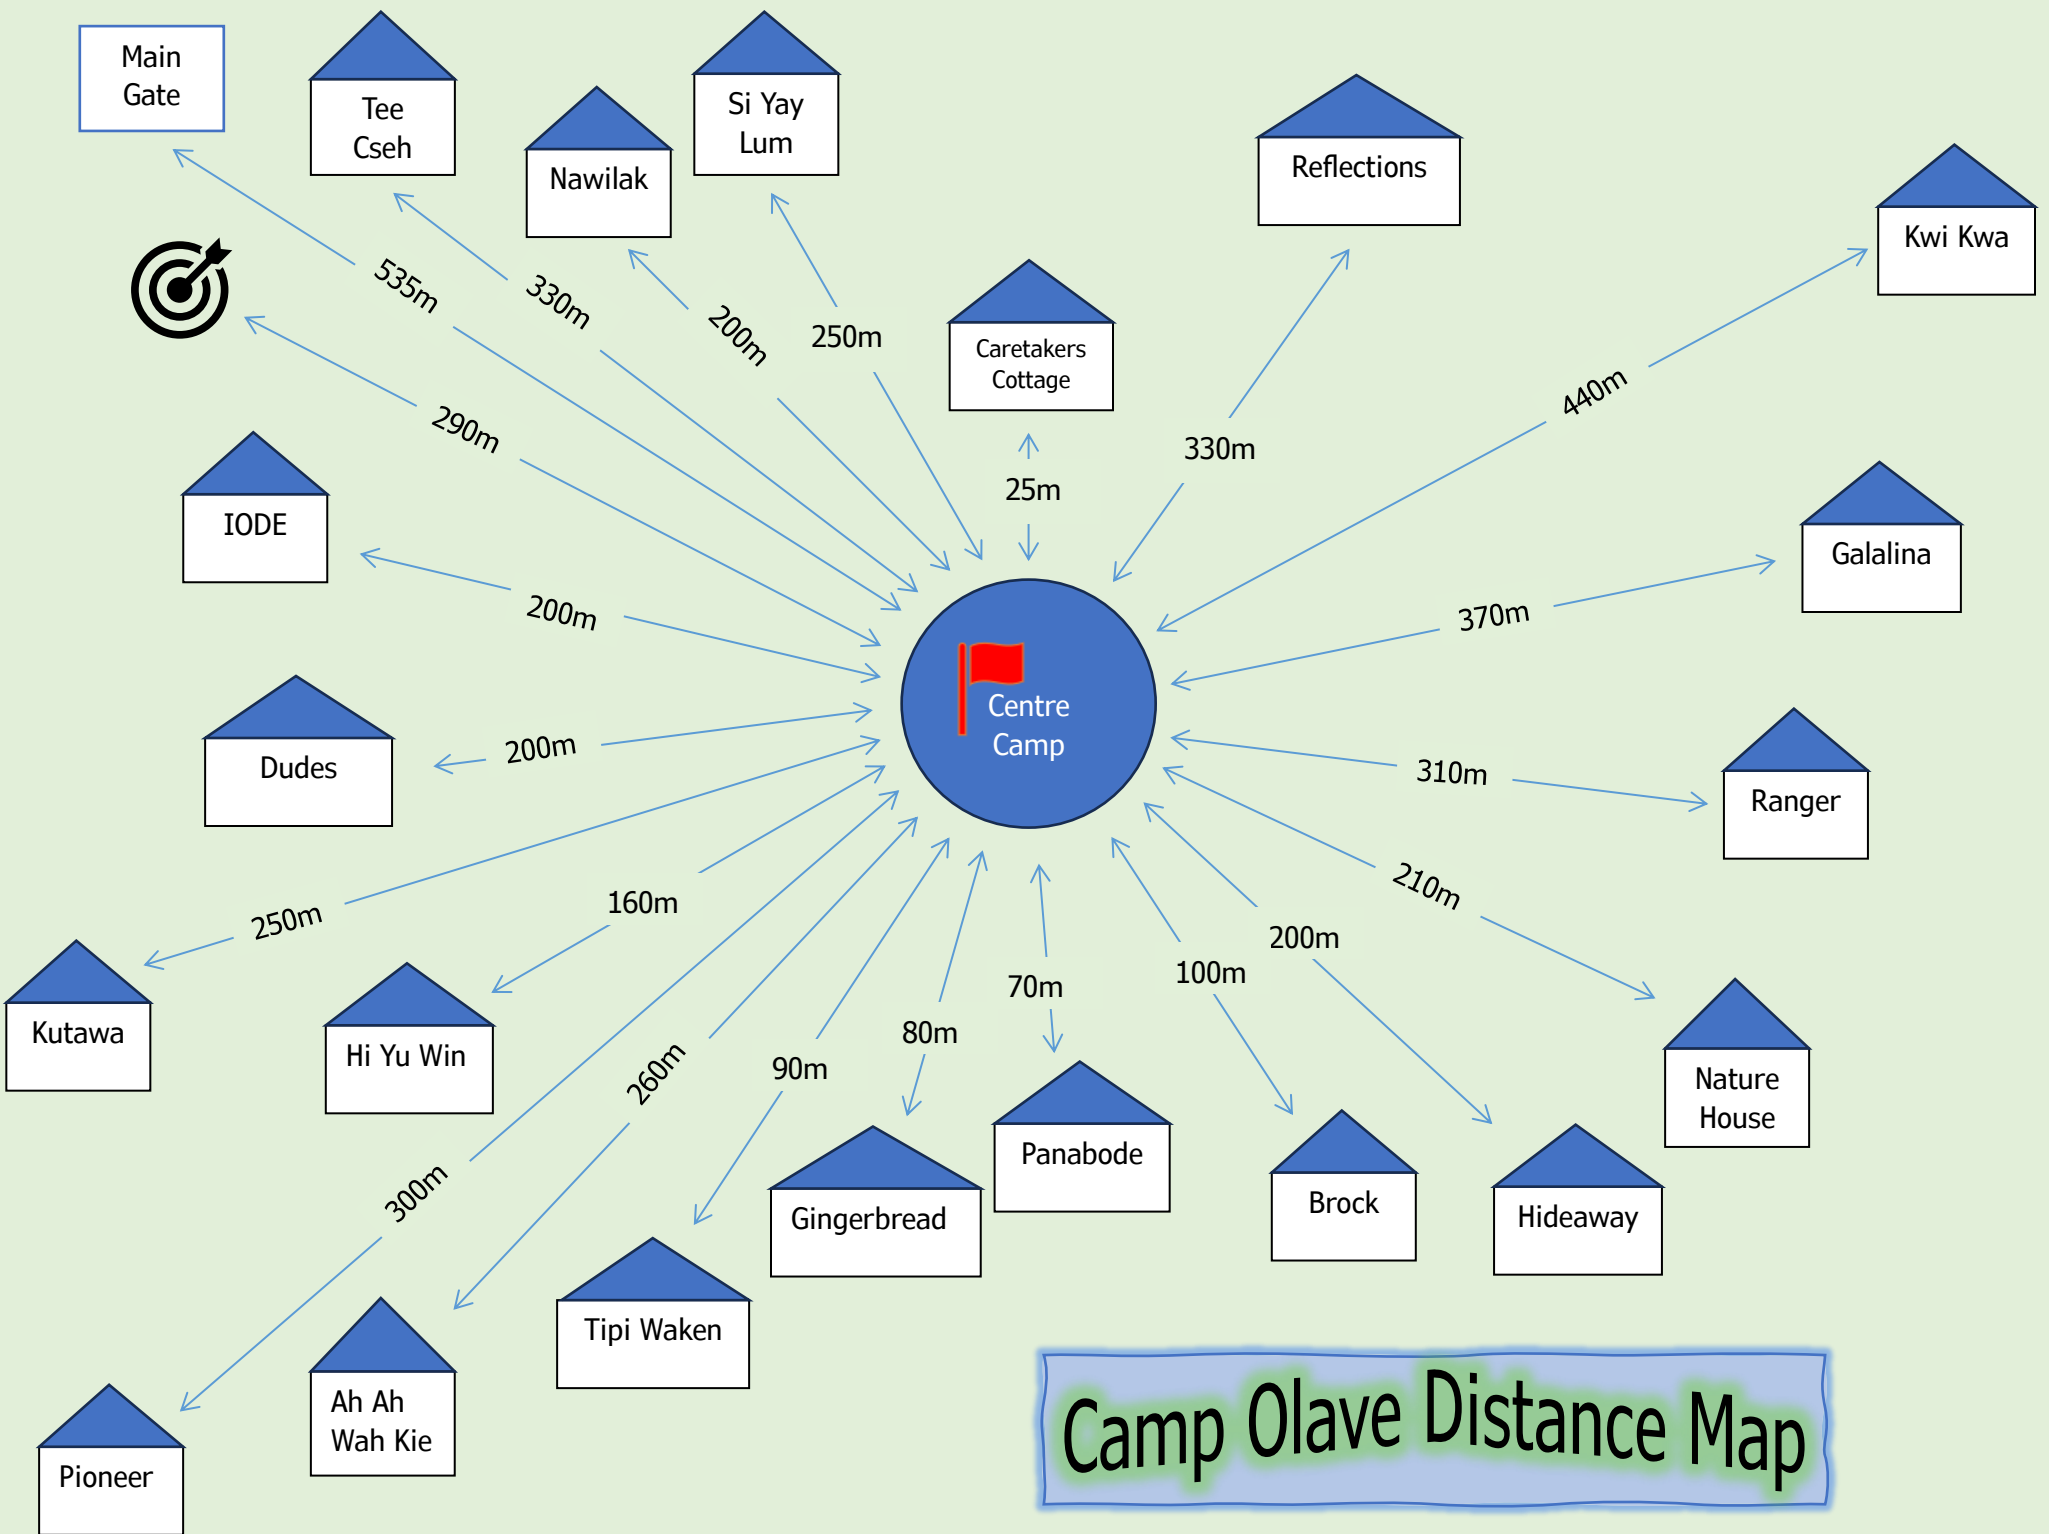 Main
Gate
Tee
Cseh
Nawilak
Si Yay
Lum
Reflections
Kwi Kwa
535m
330m
200m
250m
Caretakers
Cottage
440m
290m
330m
25m
IODE
Galalina
200m
370m
Centre
Camp
Dudes
200m
310m
Ranger
250m
160m
210m
200m
100m
70m
80m
Kutawa
Hi Yu Win
260m
90m
Nature
House
Panabode
300m
Gingerbread
Brock
Hideaway
Tipi Waken
Ah Ah
Wah Kie
Pioneer
Camp Olave Distance Map